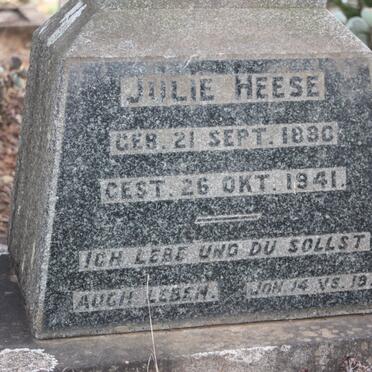 JULIE HEESE
GEB. 21 SEPT. 1880
GEST. 26 OKT. 1941.
ICH LEBE UND DU SOLLST
AUCH LEBEN. JOH 14 VS. 19